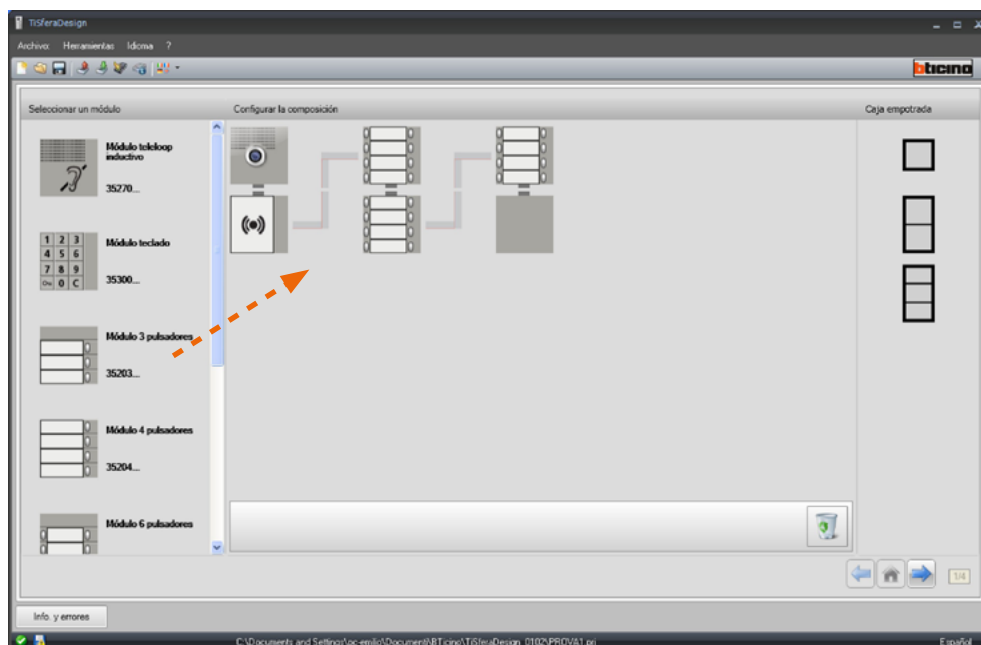 TiSferaDesign
Archivo: Herramientas Idioma ?
bticino
Seleccionar un módulo
Configurar la composición
Caja empotrada
Módulo teleloop
inductivo
35270...
1 2 3
4 5 6
7 8 9
0 C
Módulo teclado
35300...
Módulo 3 pulsadores
35203...
Módulo 4 pulsadores
35204...
Módulo 6 pulsadores
1/4
Info. y errores
C:\Documents and Settings\pc-emilio\Documenti\BTicino\TiSferaDesign_0102\PROVA1.prj
Español